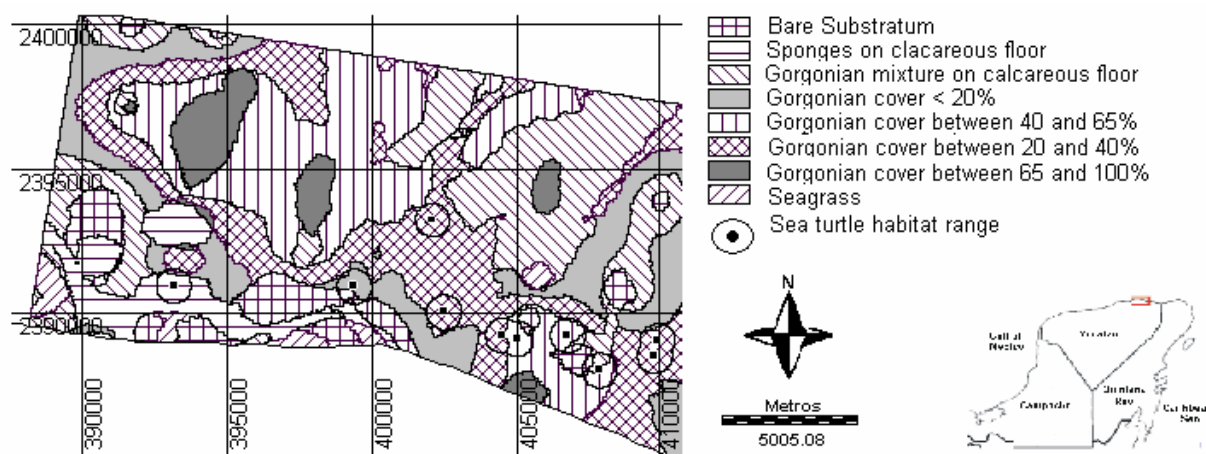 2400000
2395000
2390000
390000
395000
400000
405000
410000
Bare Substratum
Sponges on clacareous floor
Gorgonian mixture on calcareous floor
Gorgonian cover < 20%
Gorgonian cover between 40 and 65%
Gorgonian cover between 20 and 40%
Gorgonian cover between 65 and 100%
Seagrass
Sea turtle habitat range
N
Metros
5005.08
Gulf of
Mexico
Yucatan
Campeche
Quintana
Roo
Caribbean
Sea